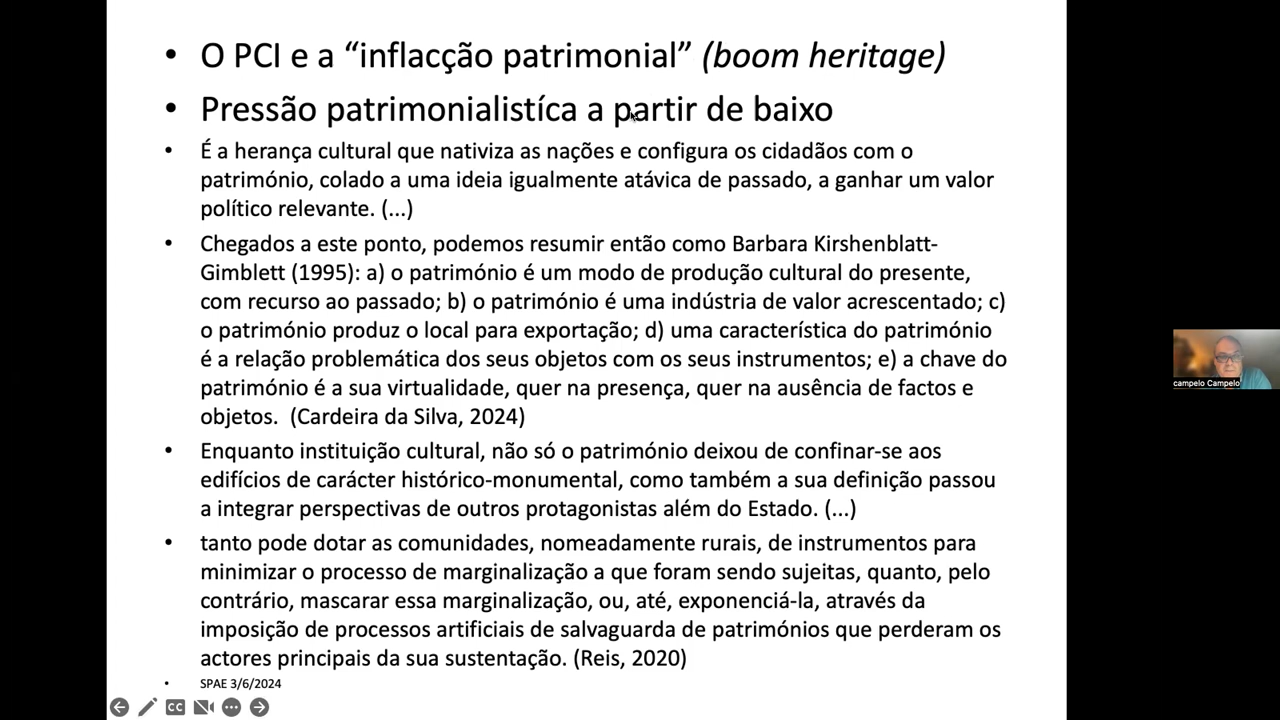 • O PCI e a “inflacção patrimonial” (boom heritage)
• Pressão patrimonialistíca a partir de baixo
• É a herança cultural que nativiza as nações e configura os cidadãos com o
património, colado a uma ideia igualmente atávica de passado, a ganhar um valor
político relevante. (...)
• Chegados a este ponto, podemos resumir então como Barbara Kirshenblatt-
Gimblett (1995): a) o património é um modo de produção cultural do presente,
com recurso ao passado; b) o património é uma indústria de valor acrescentado; c)
o património produz o local para exportação; d) uma característica do património
é a relação problemática dos seus objetos com os seus instrumentos; e) a chave do
património é a sua virtualidade, quer na presença, quer na ausência de factos e
objetos. (Cardeira da Silva, 2024)
• Enquanto instituição cultural, não só o património deixou de confinar-se aos
edifícios de carácter histórico-monumental, como também a sua definição passou
a integrar perspectivas de outros protagonistas além do Estado. (...)
• tanto pode dotar as comunidades, nomeadamente rurais, de instrumentos para
minimizar o processo de marginalização a que foram sendo sujeitas, quanto, pelo
contrário, mascarar essa marginalização, ou, até, exponenciá-la, através da
imposição de processos artificiais de salvaguarda de patrimónios que perderam os
actores principais da sua sustentação. (Reis, 2020)
• SPAE 3/6/2024
CC
campelo Campelo